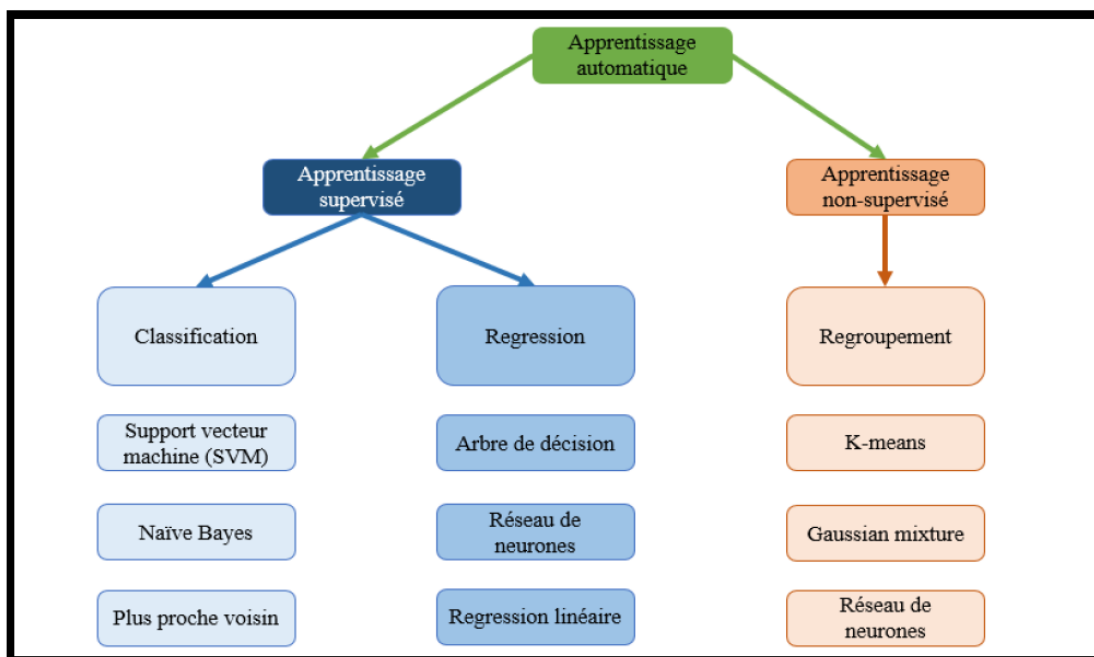 Apprentissage
automatique
Apprentissage
supervisé
Apprentissage
non-supervisé
Classification
Regression
Regroupement
Support vecteur
machine (SVM)
Arbre de décision
K-means
Naïve Bayes
Réseau de
neurones
Gaussian mixture
Plus proche voisin
Regression linéaire
Réseau de
neurones